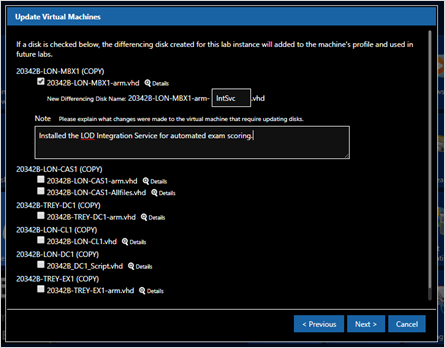 Update Virtual Machines
If a disk is checked below, the differencing disk created for this lab instance will added to the machine's profile and used in
future labs.
20342B-LON-MBX1 (COPY)
20342B-LON-MBX1-arm.vhd Details
New Differencing Disk Name: 20342B-LON-MBX1-arm- IntSvc .vhd
Note Please explain what changes were made to the virtual machine that require updating disks.
Installed the LOD Integration Service for automated exam scoring.
20342B-LON-CAS1 (COPY)
20342B-LON-CAS1-arm.vhd Details
20342B-LON-CAS1-Allfiles.vhd Details
20342B-TREY-DC1 (COPY)
20342B-TREY-DC1-arm.vhd Details
20342B-LON-CL1 (COPY)
20342B-LON-CL1.vhd Details
20342B-LON-DC1 (COPY)
20342B_DC1_Script.vhd Details
20342B-TREY-EX1 (COPY)
20342B-TREY-EX1-arm.vhd Details
< Previous Next > Cancel